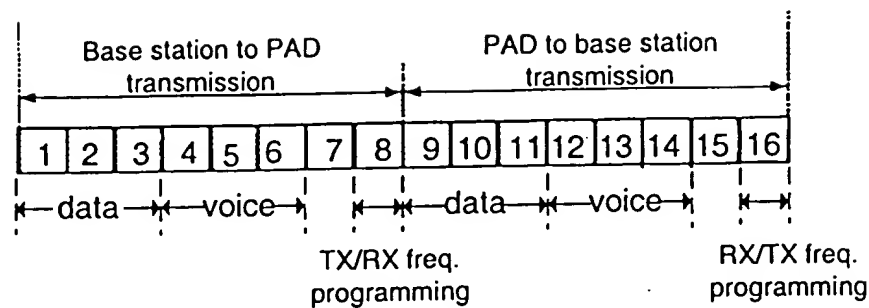 Base station to PAD
transmission
PAD to base station
transmission
1 2 3 4 5 6 7 8 9 10 11 12 13 14 15 16
data voice data voice
TX/RX freq.
programming
RX/TX freq.
programming